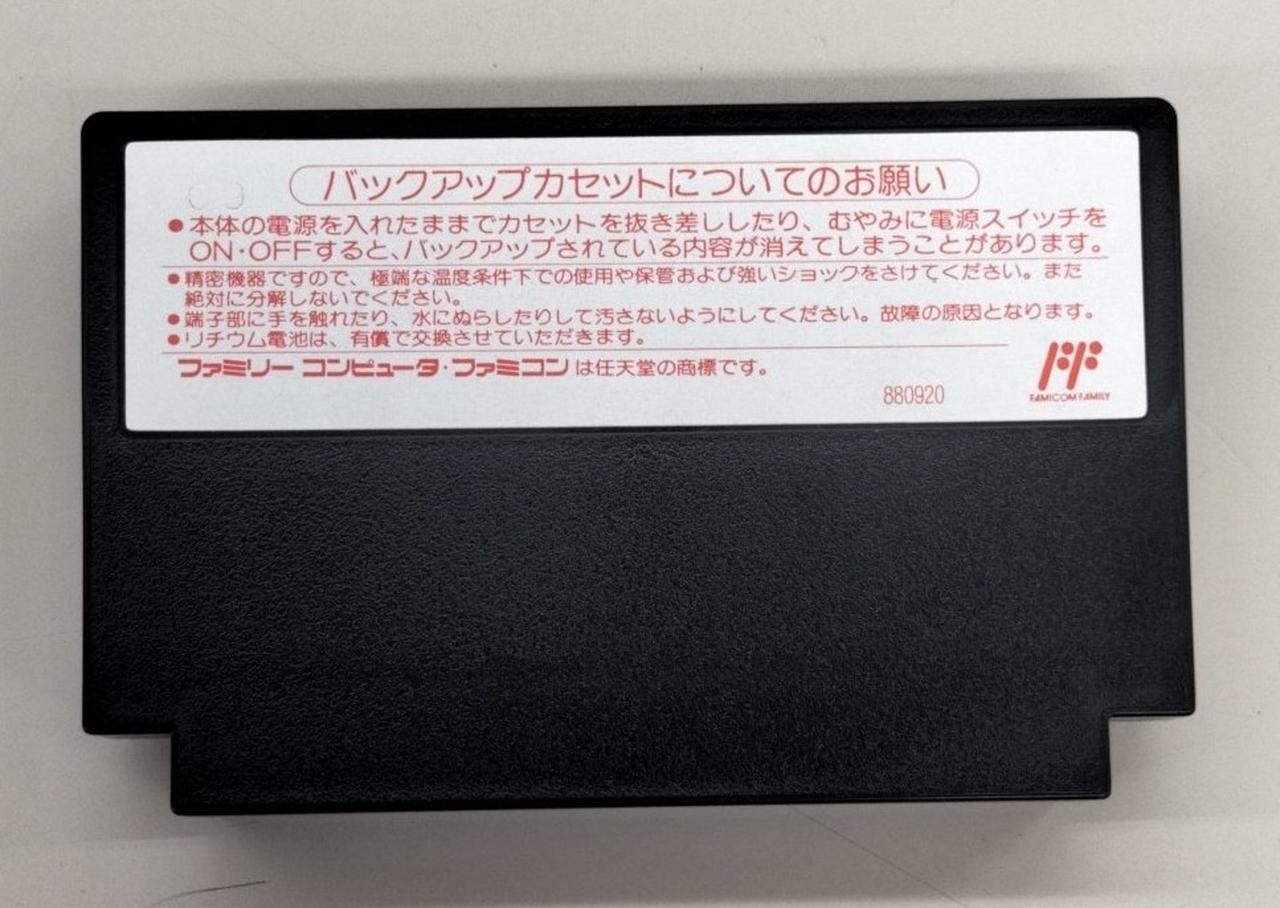 バックアップカセットについてのお願い
●本体の電源を入れたままでカセットを抜き差ししたり、むやみに電源スイッチを
ON・OFFすると、バックアップされている内容が消えてしまうことがあります。
●精密機器ですので、極端な温度条件下での使用や保管および強いショックをさけてください。また
絶対に分解しないでください。
●端子部に手を触れたり、水にぬらしたりして汚さないようにしてください。故障の原因となります。
●リチウム電池は、有償で交換させていただきます。
ファミリー コンピュータ・ファミコンは任天堂の商標です。
880920
FAMICOM FAMILY